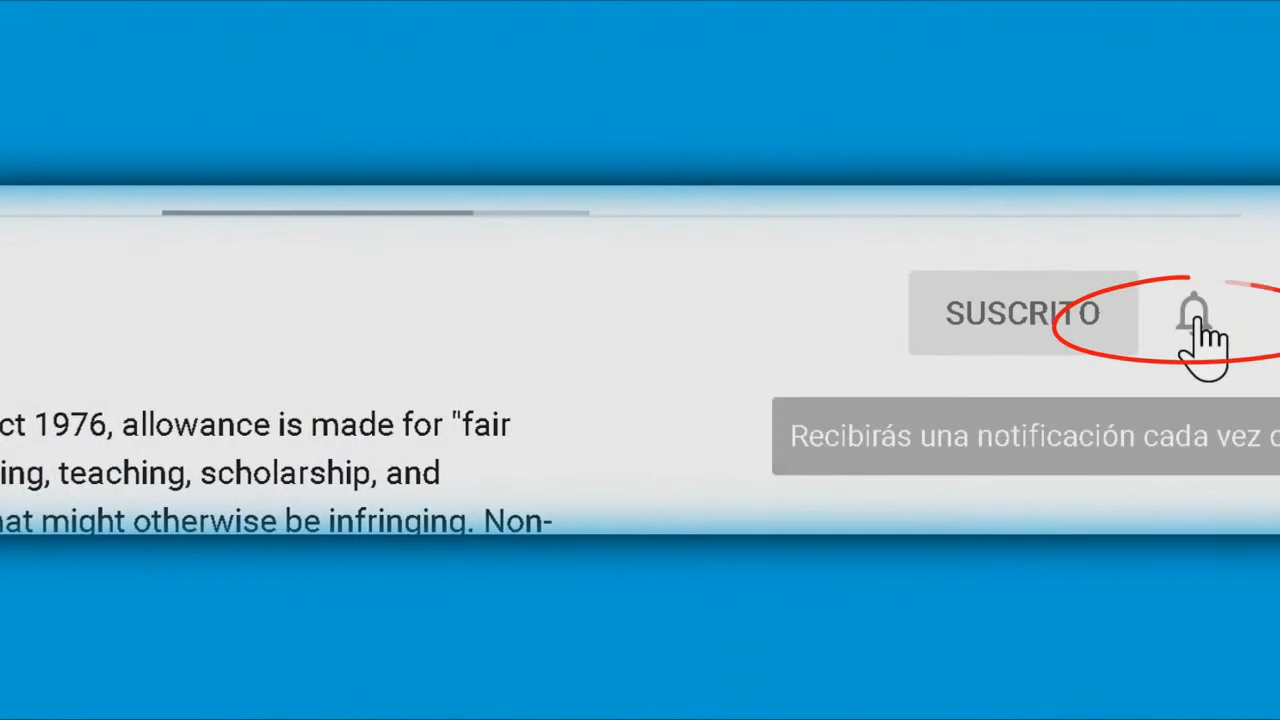 SUSCRITO
ct 1976, allowance is made for "fair
Recibirás una notificación cada vez
ing, teaching, scholarship, and
hat might otherwise be infringing. Non-